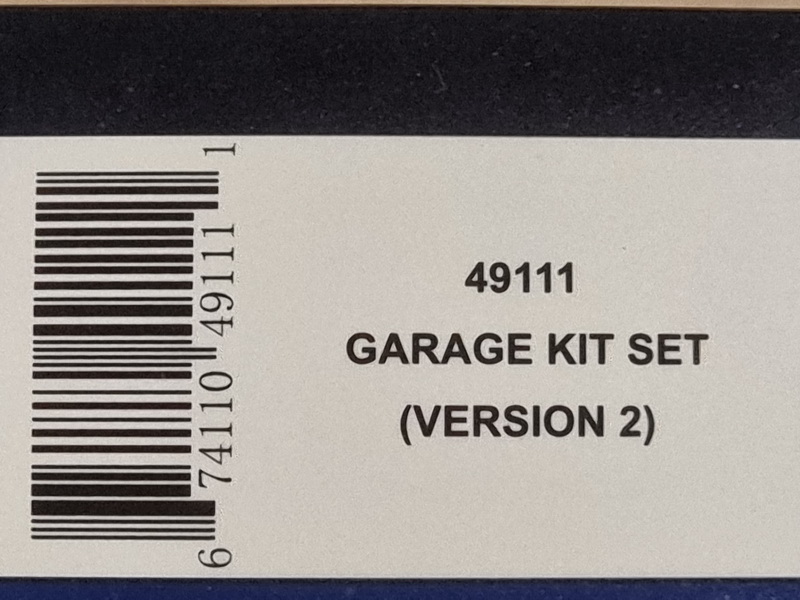 6 74110 49111 1
49111
GARAGE KIT SET
(VERSION 2)